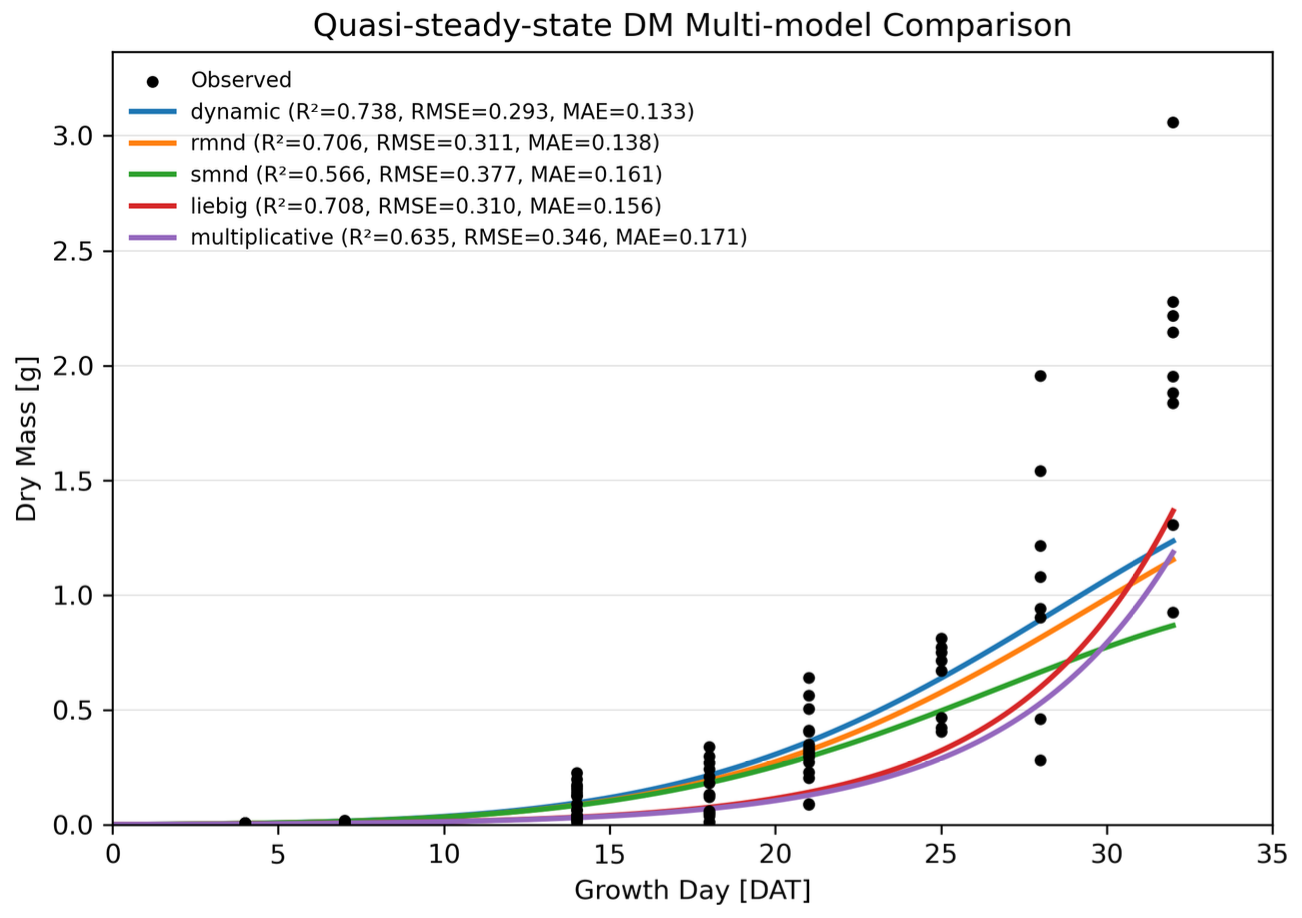 Quasi-steady-state DM Multi-model Comparison
Observed
dynamic (R²=0.738, RMSE=0.293, MAE=0.133)
rmnd (R²=0.706, RMSE=0.311, MAE=0.138)
smnd (R²=0.566, RMSE=0.377, MAE=0.161)
liebig (R²=0.708, RMSE=0.310, MAE=0.156)
multiplicative (R²=0.635, RMSE=0.346, MAE=0.171)
3.0
2.5
2.0
1.5
1.0
0.5
0.0
Dry Mass [g]
0 5 10 15 20 25 30 35
Growth Day [DAT]